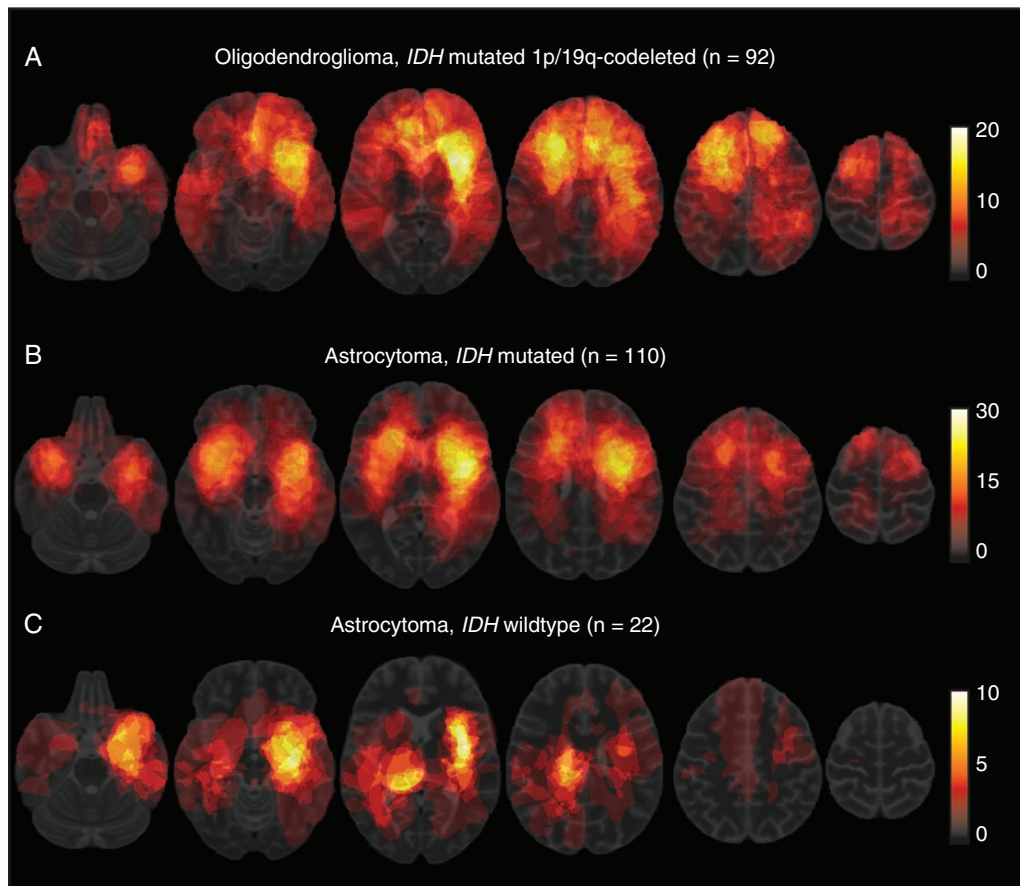 A
Oligodendroglioma, IDH mutated 1p/19q-codeleted (n = 92)
20
10
0
B
Astrocytoma, IDH mutated (n = 110)
30
15
0
C
Astrocytoma, IDH wildtype (n = 22)
10
5
0